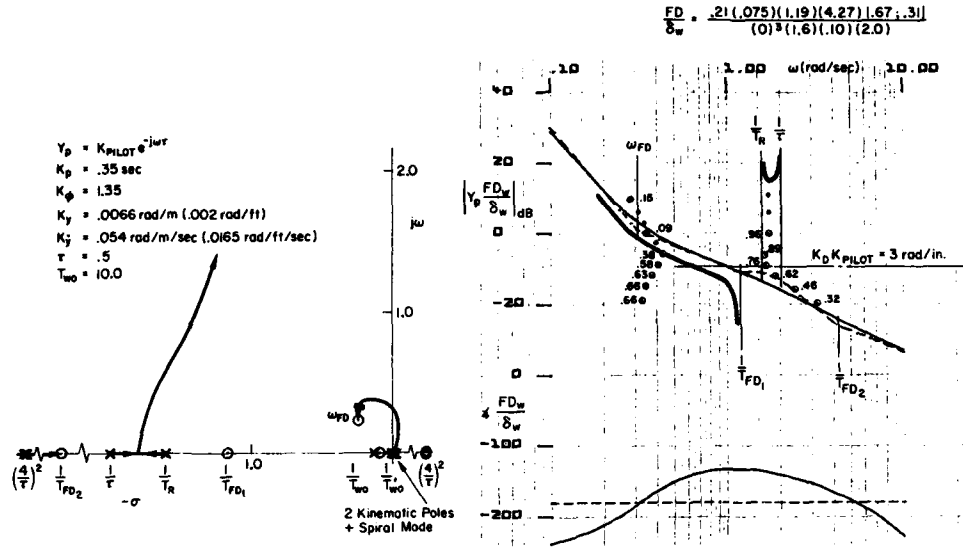 FD/δw = .21(.075)(1.19)(4.27)|.67; .31| / (0)³(1.6)(.10)(2.0)
.10
1.00
ω(rad/sec)
10.00
40
20
0
-20
0
-100
-200
Yp = KPILOT e^-jωτ
Kp = .35 sec
Kφ = 1.35
Ky = .0066 rad/m (.002 rad/ft)
Kẏ = .054 rad/m/sec (.0165 rad/ft/sec)
τ = .5
TWO = 10.0
2.0
jω
1.0
ωFD
(4/τ)²
1/TFD2
1/τ
1/TR
1/TFD1
1.0
1/TWO
1/T'WO
(4/τ)²
-σ
2 Kinematic Poles
+ Spiral Mode
|Yp FDw/δw|dB
ωFD
.15
.09
.38
.58
.63
.66
.66
1/TR
1/τ
.95
.89
.76
.62
.46
.32
KD KPILOT = 3 rad/in.
1/TFD1
1/TFD2
∡ FDw/δw